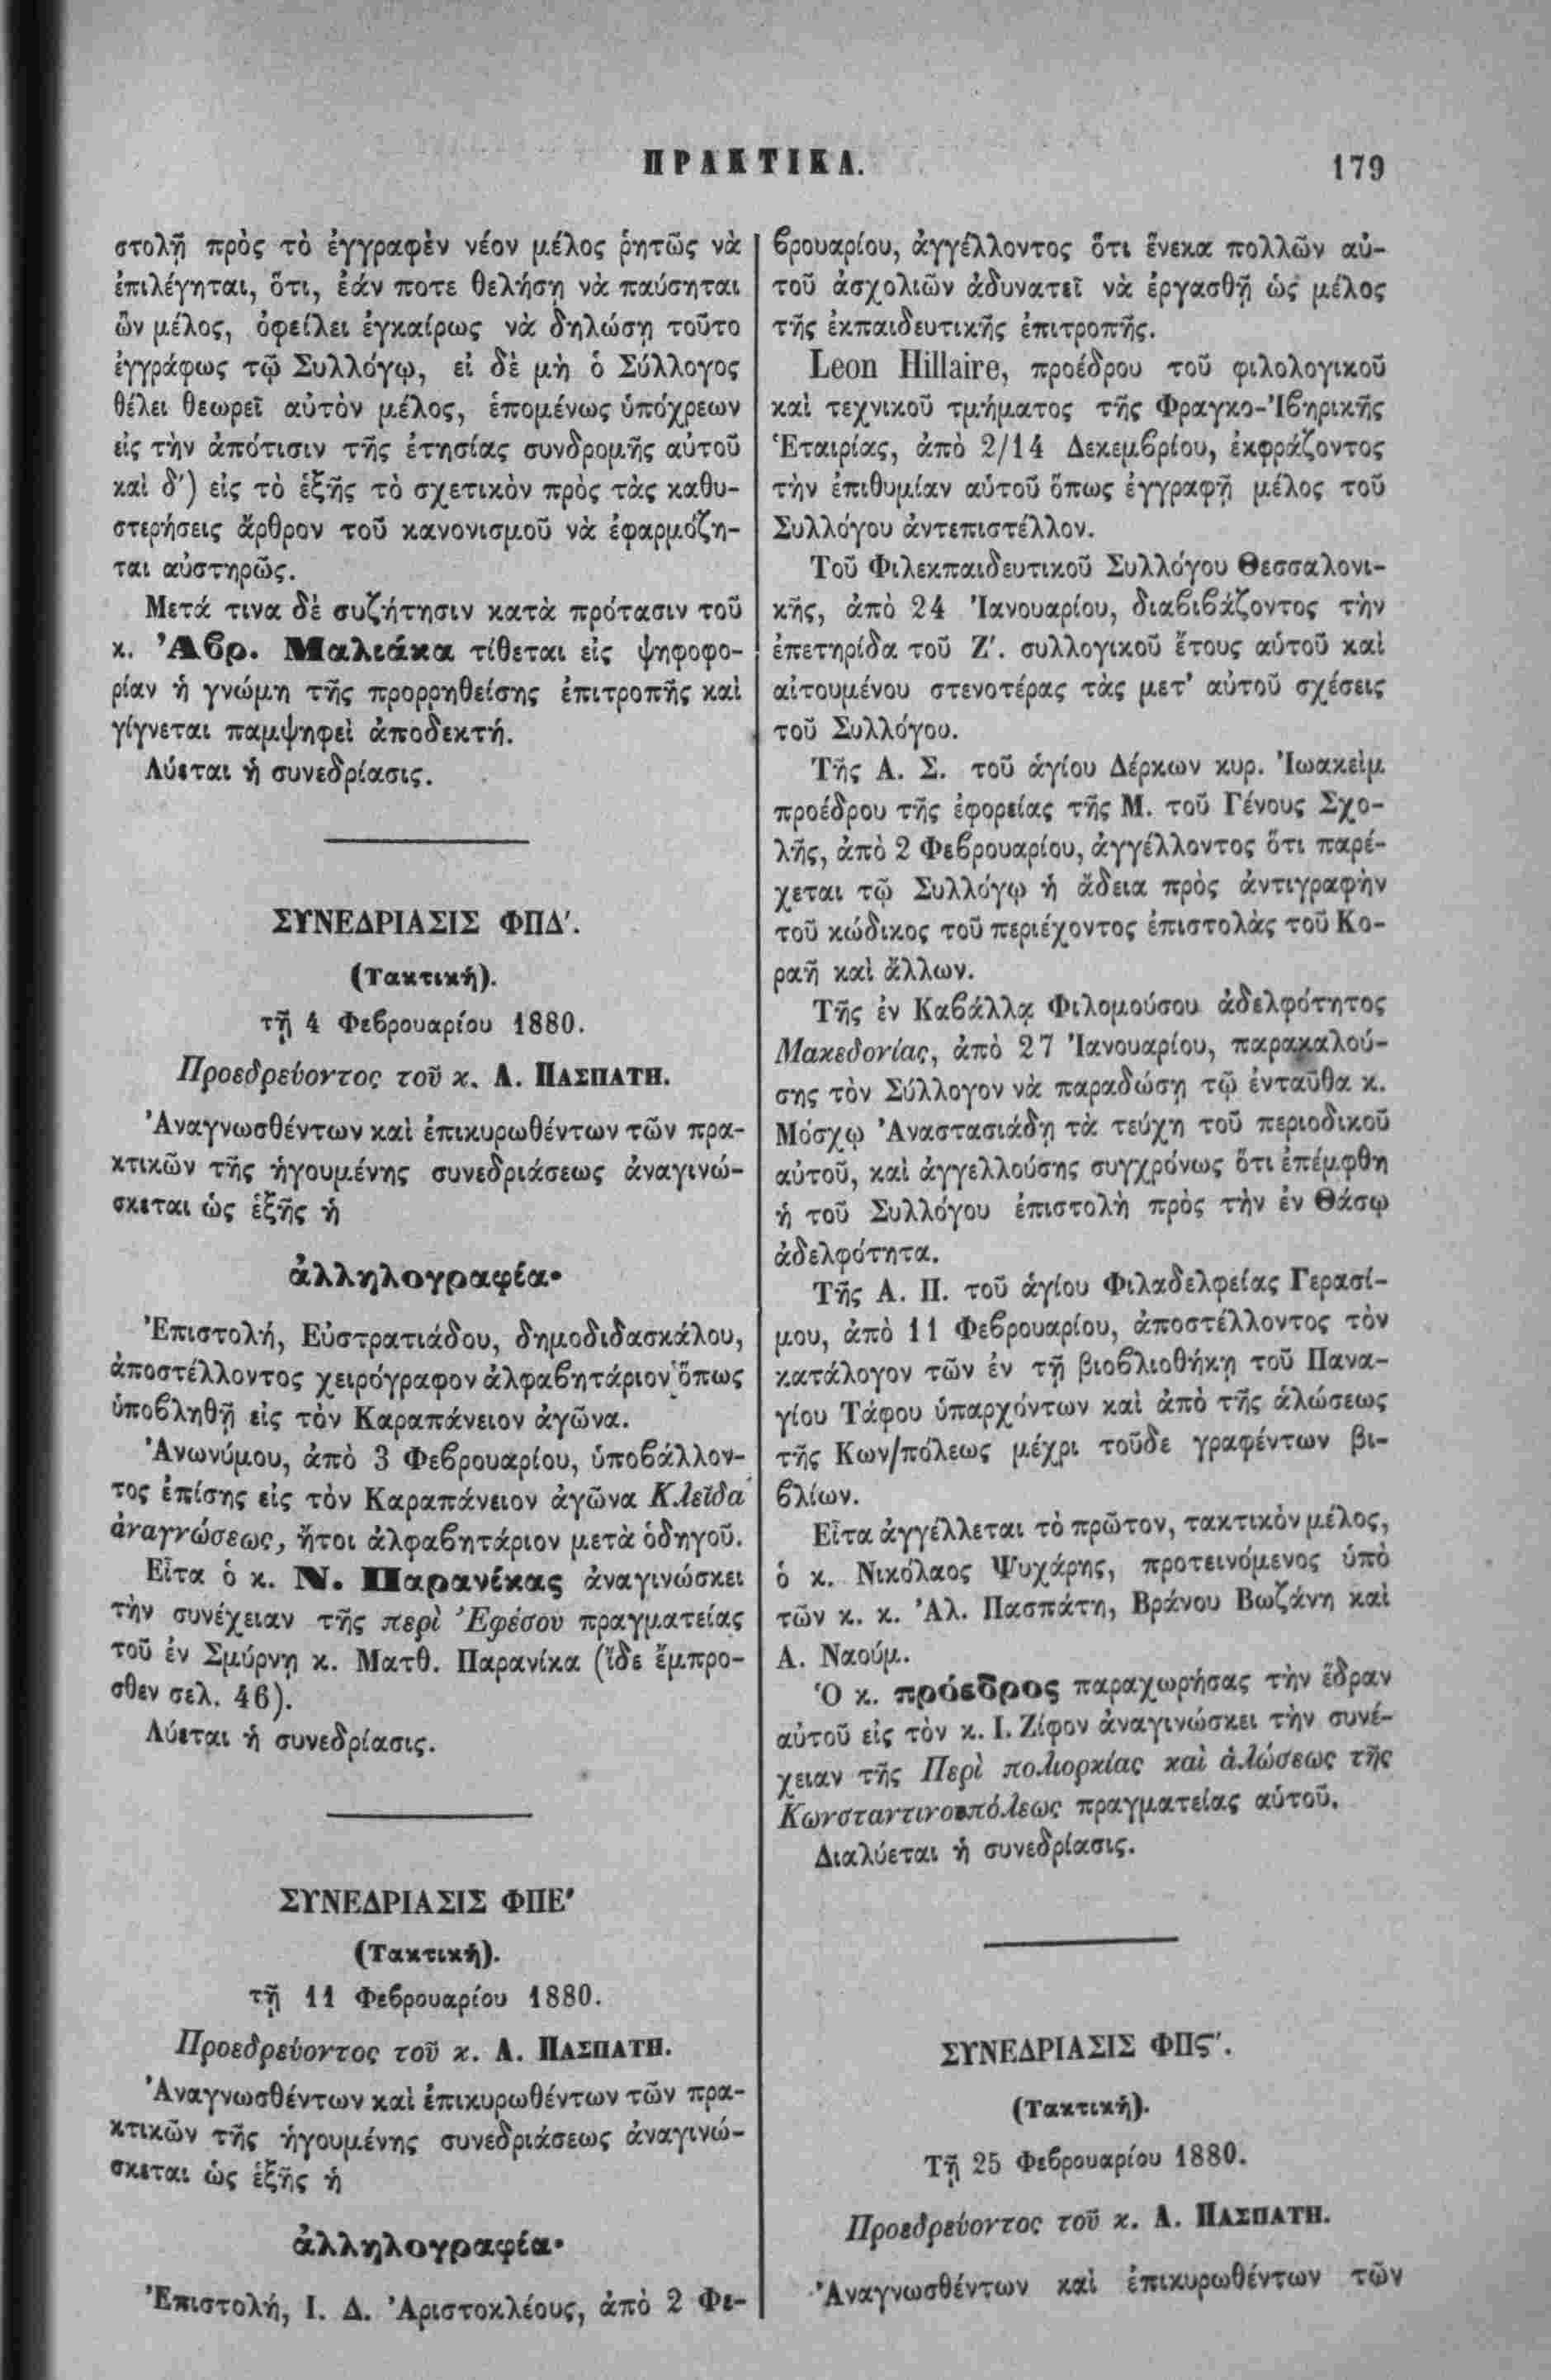 ΠΡΑΚΤΙΚΑ.
179
στολῇ πρὸς τὸ ἐγγραφὲν νέον μέλος ῥητῶς νὰ
ἐπιλέγηται, ὅτι, ἐάν ποτε θελήσῃ νὰ παύσηται
ὢν μέλος, ὀφείλει ἐγκαίρως νὰ δηλώσῃ τοῦτο
ἐγγράφως τῷ Συλλόγῳ, εἰ δὲ μὴ ὁ Σύλλογος
θέλει θεωρεῖ αὐτὸν μέλος, ἑπομένως ὑπόχρεων
εἰς τὴν ἀπότισιν τῆς ἐτησίας συνδρομῆς αὐτοῦ
καὶ δ') εἰς τὸ ἑξῆς τὸ σχετικὸν πρὸς τὰς καθυ-
στερήσεις ἄρθρον τοῦ κανονισμοῦ νὰ ἐφαρμόζη-
ται αὐστηρῶς.
Μετά τινα δὲ συζήτησιν κατὰ πρότασιν τοῦ
κ. Ἀβρ. Μαλιάκα τίθεται εἰς ψηφοφο-
ρίαν ἡ γνώμη τῆς προρρηθείσης ἐπιτροπῆς καὶ
γίγνεται παμψηφεὶ ἀποδεκτή.
Λύεται ἡ συνεδρίασις.
ΣΥΝΕΔΡΙΑΣΙΣ ΦΠΔ'.
(Τακτική).
τῇ 4 Φεβρουαρίου 1880.
Προεδρεύοντος τοῦ κ. Α. ΠΑΣΠΑΤΗ.
Ἀναγνωσθέντων καὶ ἐπικυρωθέντων τῶν πρα-
κτικῶν τῆς ἡγουμένης συνεδριάσεως ἀναγινώ-
σκεται ὡς ἑξῆς ἡ
ἀλληλογραφία·
Ἐπιστολή, Εὐστρατιάδου, δημοδιδασκάλου,
ἀποστέλλοντος χειρόγραφον ἀλφαβητάριον ὅπως
ὑποβληθῇ εἰς τὸν Καραπάνειον ἀγῶνα.
Ἀνωνύμου, ἀπὸ 3 Φεβρουαρίου, ὑποβάλλον-
τος ἐπίσης εἰς τὸν Καραπάνειον ἀγῶνα Κλεῖδα
ἀναγνώσεως, ἤτοι ἀλφαβητάριον μετὰ ὁδηγοῦ.
Εἶτα ὁ κ. Ν. Παρανίκας ἀναγινώσκει
τὴν συνέχειαν τῆς περὶ Ἐφέσου πραγματείας
τοῦ ἐν Σμύρνῃ κ. Ματθ. Παρανίκα (ἴδε ἔμπρο-
σθεν σελ. 46).
Λύεται ἡ συνεδρίασις.
ΣΥΝΕΔΡΙΑΣΙΣ ΦΠΕ'
(Τακτική).
τῇ 11 Φεβρουαρίου 1880.
Προεδρεύοντος τοῦ κ. Α. ΠΑΣΠΑΤΗ.
Ἀναγνωσθέντων καὶ ἐπικυρωθέντων τῶν πρα-
κτικῶν τῆς ἡγουμένης συνεδριάσεως ἀναγινώ-
σκεται ὡς ἑξῆς ἡ
ἀλληλογραφία·
Ἐπιστολή, Ι. Δ. Ἀριστοκλέους, ἀπὸ 2 Φε-
βρουαρίου, ἀγγέλλοντος ὅτι ἕνεκα πολλῶν αὐ-
τοῦ ἀσχολιῶν ἀδυνατεῖ νὰ ἐργασθῇ ὡς μέλος
τῆς ἐκπαιδευτικῆς ἐπιτροπῆς.
Leon Hillaire, προέδρου τοῦ φιλολογικοῦ
καὶ τεχνικοῦ τμήματος τῆς Φραγκο-Ἰβηρικῆς
Ἑταιρίας, ἀπὸ 2/14 Δεκεμβρίου, ἐκφράζοντος
τὴν ἐπιθυμίαν αὐτοῦ ὅπως ἐγγραφῇ μέλος τοῦ
Συλλόγου ἀντεπιστέλλον.
Τοῦ Φιλεκπαιδευτικοῦ Συλλόγου Θεσσαλονι-
κῆς, ἀπὸ 24 Ἰανουαρίου, διαβιβάζοντος τὴν
ἐπετηρίδα τοῦ Ζ'. συλλογικοῦ ἔτους αὐτοῦ καὶ
αἰτουμένου στενοτέρας τὰς μετ' αὐτοῦ σχέσεις
τοῦ Συλλόγου.
Τῆς Α. Σ. τοῦ ἁγίου Δέρκων κυρ. Ἰωακεὶμ
προέδρου τῆς ἐφορείας τῆς Μ. τοῦ Γένους Σχο-
λῆς, ἀπὸ 2 Φεβρουαρίου, ἀγγέλλοντος ὅτι παρέ-
χεται τῷ Συλλόγῳ ἡ ἄδεια πρὸς ἀντιγραφὴν
τοῦ κώδικος τοῦ περιέχοντος ἐπιστολὰς τοῦ Κο-
ραῆ καὶ ἄλλων.
Τῆς ἐν Καβάλλᾳ Φιλομούσου ἀδελφότητος
Μακεδονίας, ἀπὸ 27 Ἰανουαρίου, παρακαλού-
σης τὸν Σύλλογον νὰ παραδώσῃ τῷ ἐνταῦθα κ.
Μόσχῳ Ἀναστασιάδῃ τὰ τεύχη τοῦ περιοδικοῦ
αὐτοῦ, καὶ ἀγγελλούσης συγχρόνως ὅτι ἐπέμφθη
ἡ τοῦ Συλλόγου ἐπιστολὴ πρὸς τὴν ἐν Θάσῳ
ἀδελφότητα.
Τῆς Α. Π. τοῦ ἁγίου Φιλαδελφείας Γερασί-
μου, ἀπὸ 11 Φεβρουαρίου, ἀποστέλλοντος τὸν
κατάλογον τῶν ἐν τῇ βιοβλιοθήκῃ τοῦ Πανα-
γίου Τάφου ὑπαρχόντων καὶ ἀπὸ τῆς ἁλώσεως
τῆς Κων/πόλεως μέχρι τοῦδε γραφέντων βι-
βλίων.
Εἶτα ἀγγέλλεται τὸ πρῶτον, τακτικὸν μέλος,
ὁ κ. Νικόλαος Ψυχάρης, προτεινόμενος ὑπὸ
τῶν κ. κ. Ἀλ. Πασπάτη, Βράνου Βωζάνη καὶ
Α. Ναούμ.
Ὁ κ. πρόεδρος παραχωρήσας τὴν ἕδραν
αὐτοῦ εἰς τὸν κ. Ι. Ζίφον ἀναγινώσκει τὴν συνέ-
χειαν τῆς Περὶ πολιορκίας καὶ ἁλώσεως τῆς
Κωνσταντινουπόλεως πραγματείας αὐτοῦ.
Διαλύεται ἡ συνεδρίασις.
ΣΥΝΕΔΡΙΑΣΙΣ ΦΠϚ'.
(Τακτική).
Τῇ 25 Φεβρουαρίου 1880.
Προεδρεύοντος τοῦ κ. Α. ΠΑΣΠΑΤΗ.
Ἀναγνωσθέντων καὶ ἐπικυρωθέντων τῶν